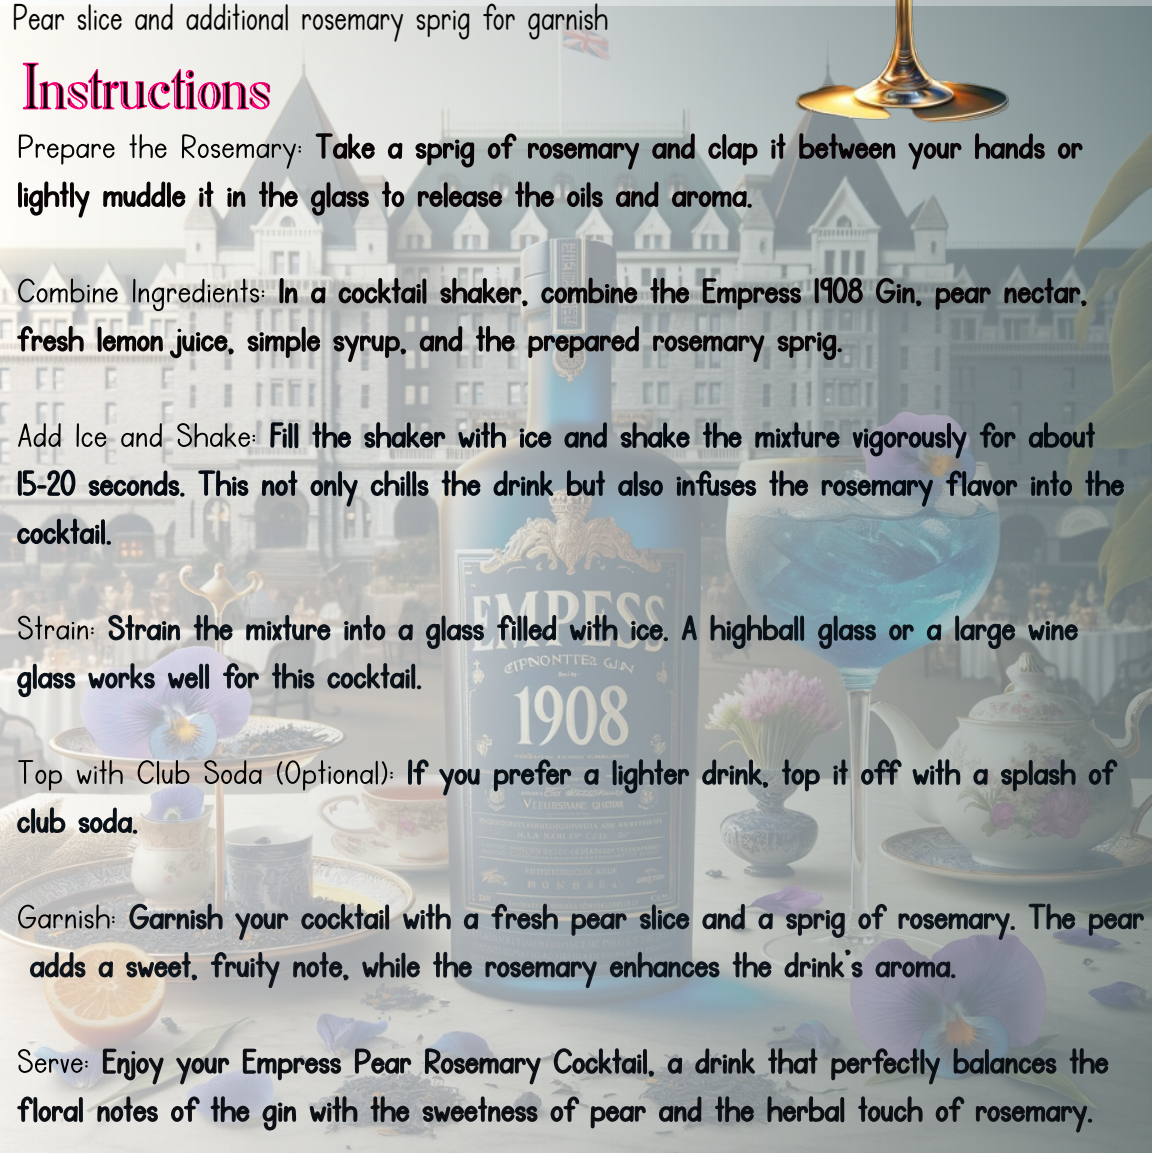 Pear slice and additional rosemary sprig for garnish
Instructions
Prepare the Rosemary: Take a sprig of rosemary and clap it between your hands or
lightly muddle it in the glass to release the oils and aroma.
Combine Ingredients: In a cocktail shaker, combine the Empress 1908 Gin, pear nectar,
fresh lemon juice, simple syrup, and the prepared rosemary sprig.
Add Ice and Shake: Fill the shaker with ice and shake the mixture vigorously for about
15-20 seconds. This not only chills the drink but also infuses the rosemary flavor into the
cocktail.
EMPESS
Strain: Strain the mixture into a glass filled with ice. A highball glass or a large wine
glass works well for this cocktail.
1908
Top with Club Soda (Optional): If you prefer a lighter drink, top it off with a splash of
club soda.
Garnish: Garnish your cocktail with a fresh pear slice and a sprig of rosemary. The pear
adds a sweet, fruity note, while the rosemary enhances the drink's aroma.
Serve: Enjoy your Empress Pear Rosemary Cocktail, a drink that perfectly balances the
floral notes of the gin with the sweetness of pear and the herbal touch of rosemary.